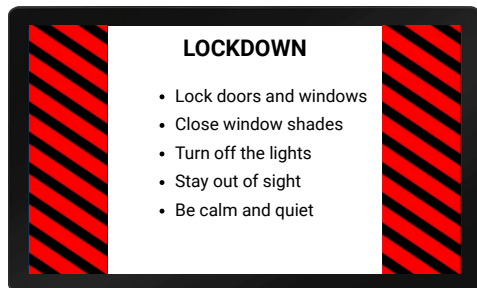 LOCKDOWN
• Lock doors and windows
• Close window shades
• Turn off the lights
• Stay out of sight
• Be calm and quiet